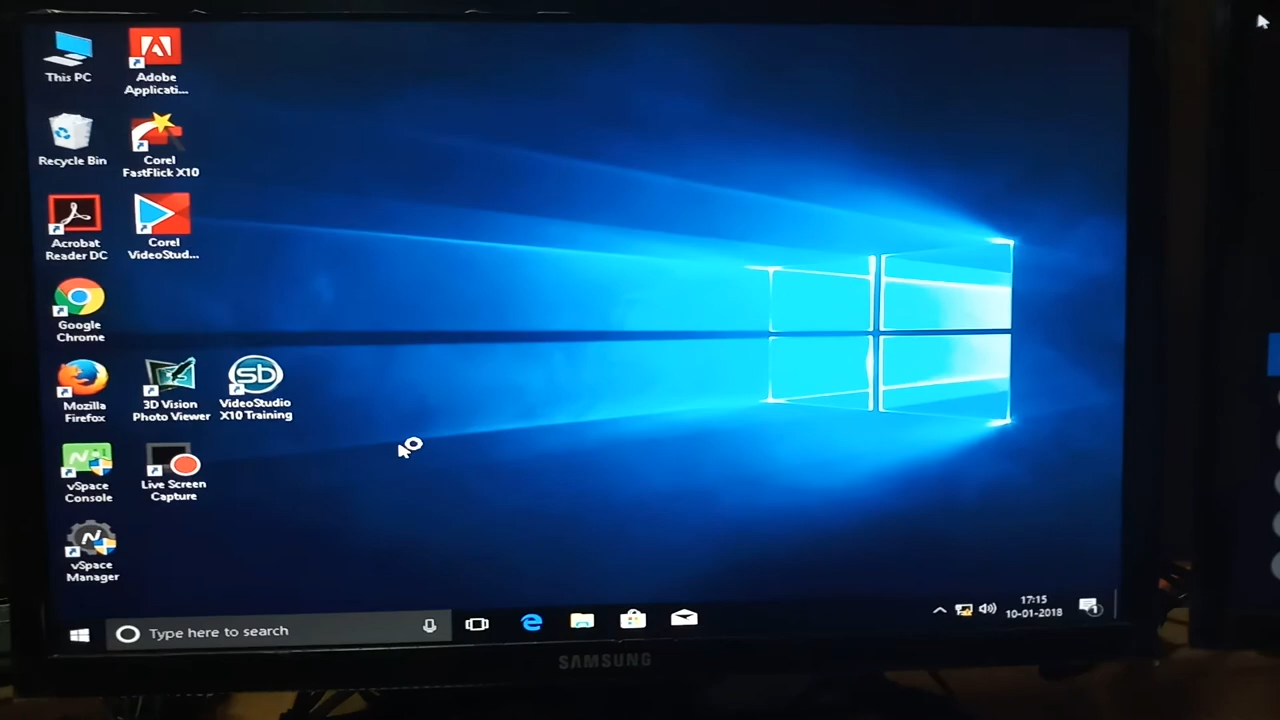 This PC
Adobe
Applicati...
Recycle Bin
Corel
FastFlick X10
Acrobat
Reader DC
Corel
VideoStud...
Google
Chrome
Mozilla
Firefox
3D Vision
Photo Viewer
sb
VideoStudio
X10 Training
vSpace
Console
Live Screen
Capture
vSpace
Manager
Type here to search
17:15
10-01-2018
1
SAMSUNG